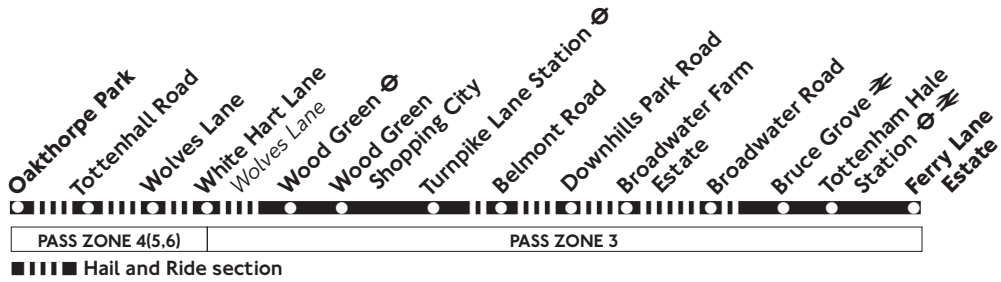 Oakthorpe Park
Tottenhall Road
Wolves Lane
White Hart Lane
Wolves Lane
Wood Green
Wood Green
Shopping City
Turnpike Lane Station
Belmont Road
Downhills Park Road
Broadwater Farm
Estate
Broadwater Road
Bruce Grove
Tottenham Hale
Station
Ferry Lane
Estate
PASS ZONE 4(5,6)
PASS ZONE 3
Hail and Ride section